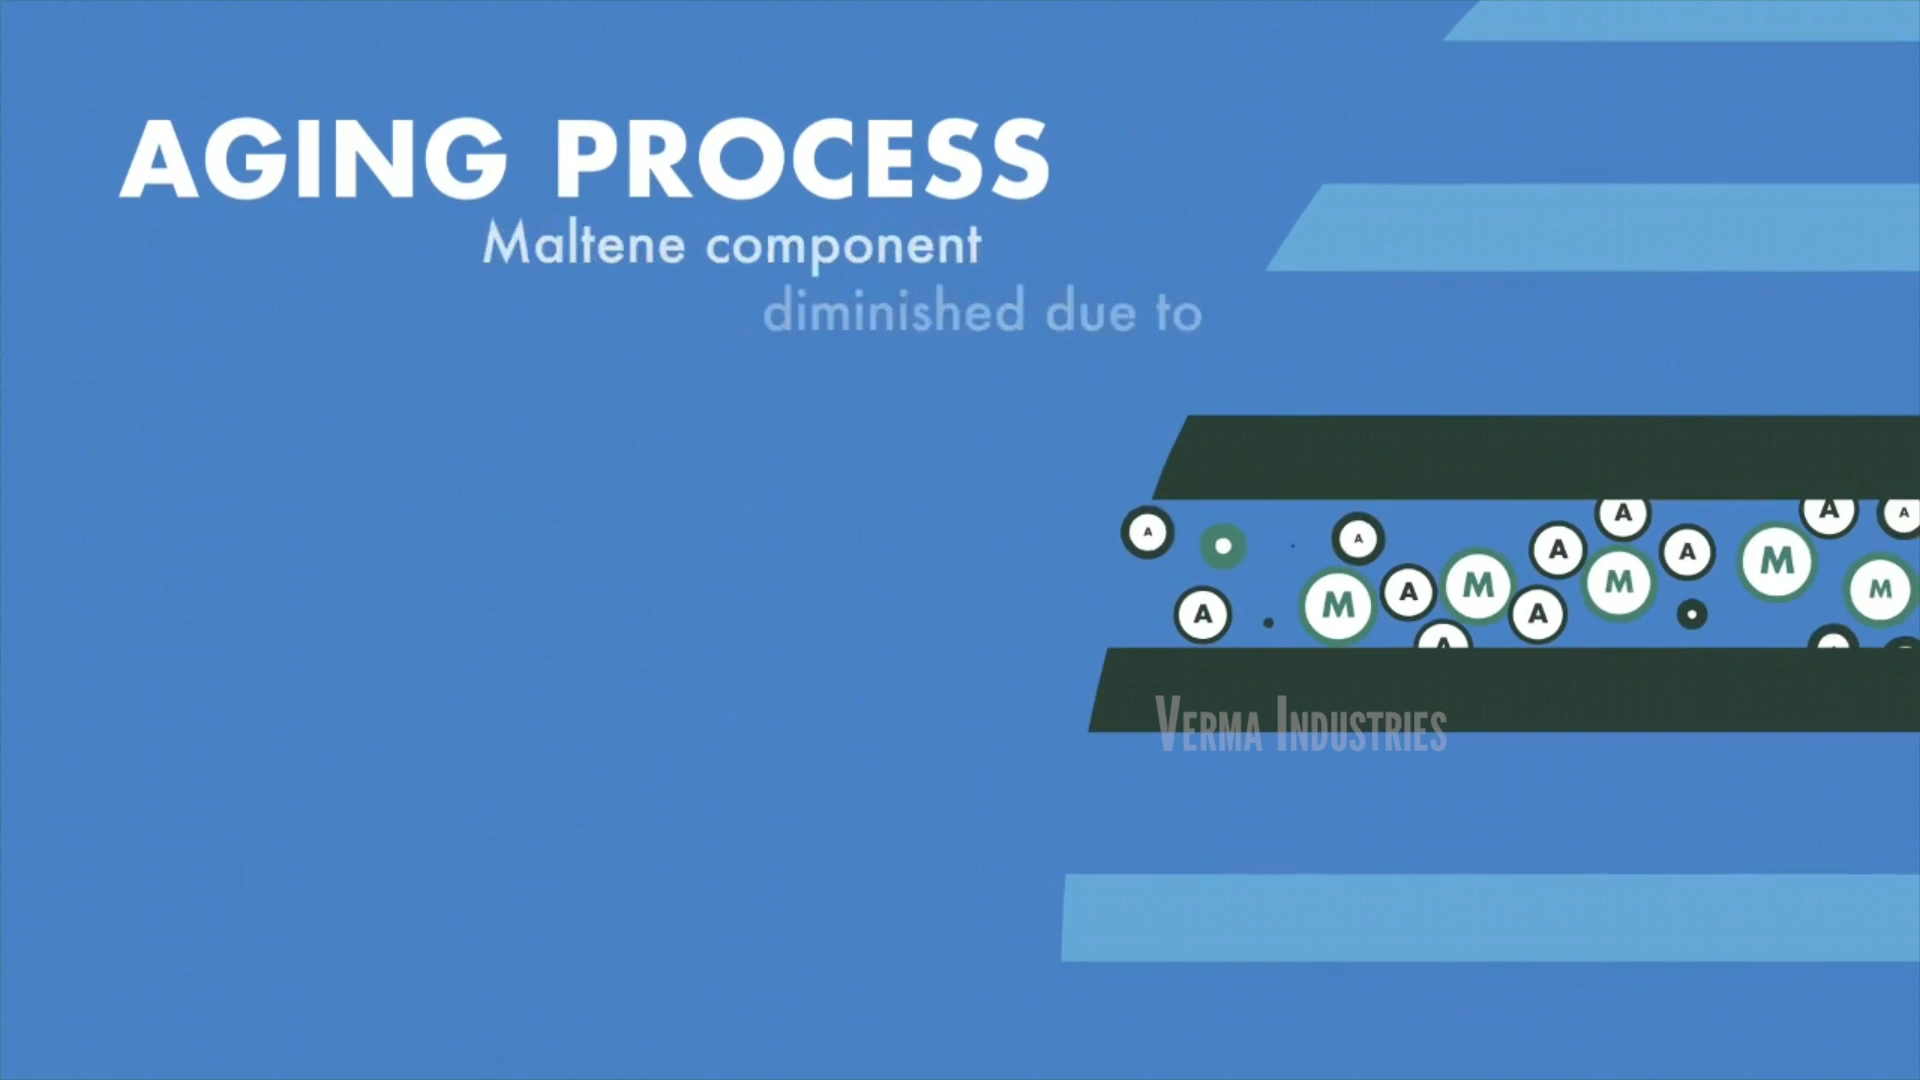 AGING PROCESS
Maltene component
diminished due to
A A A A A
A M M M M
A A M
A A A
A
VERMA INDUSTRIES